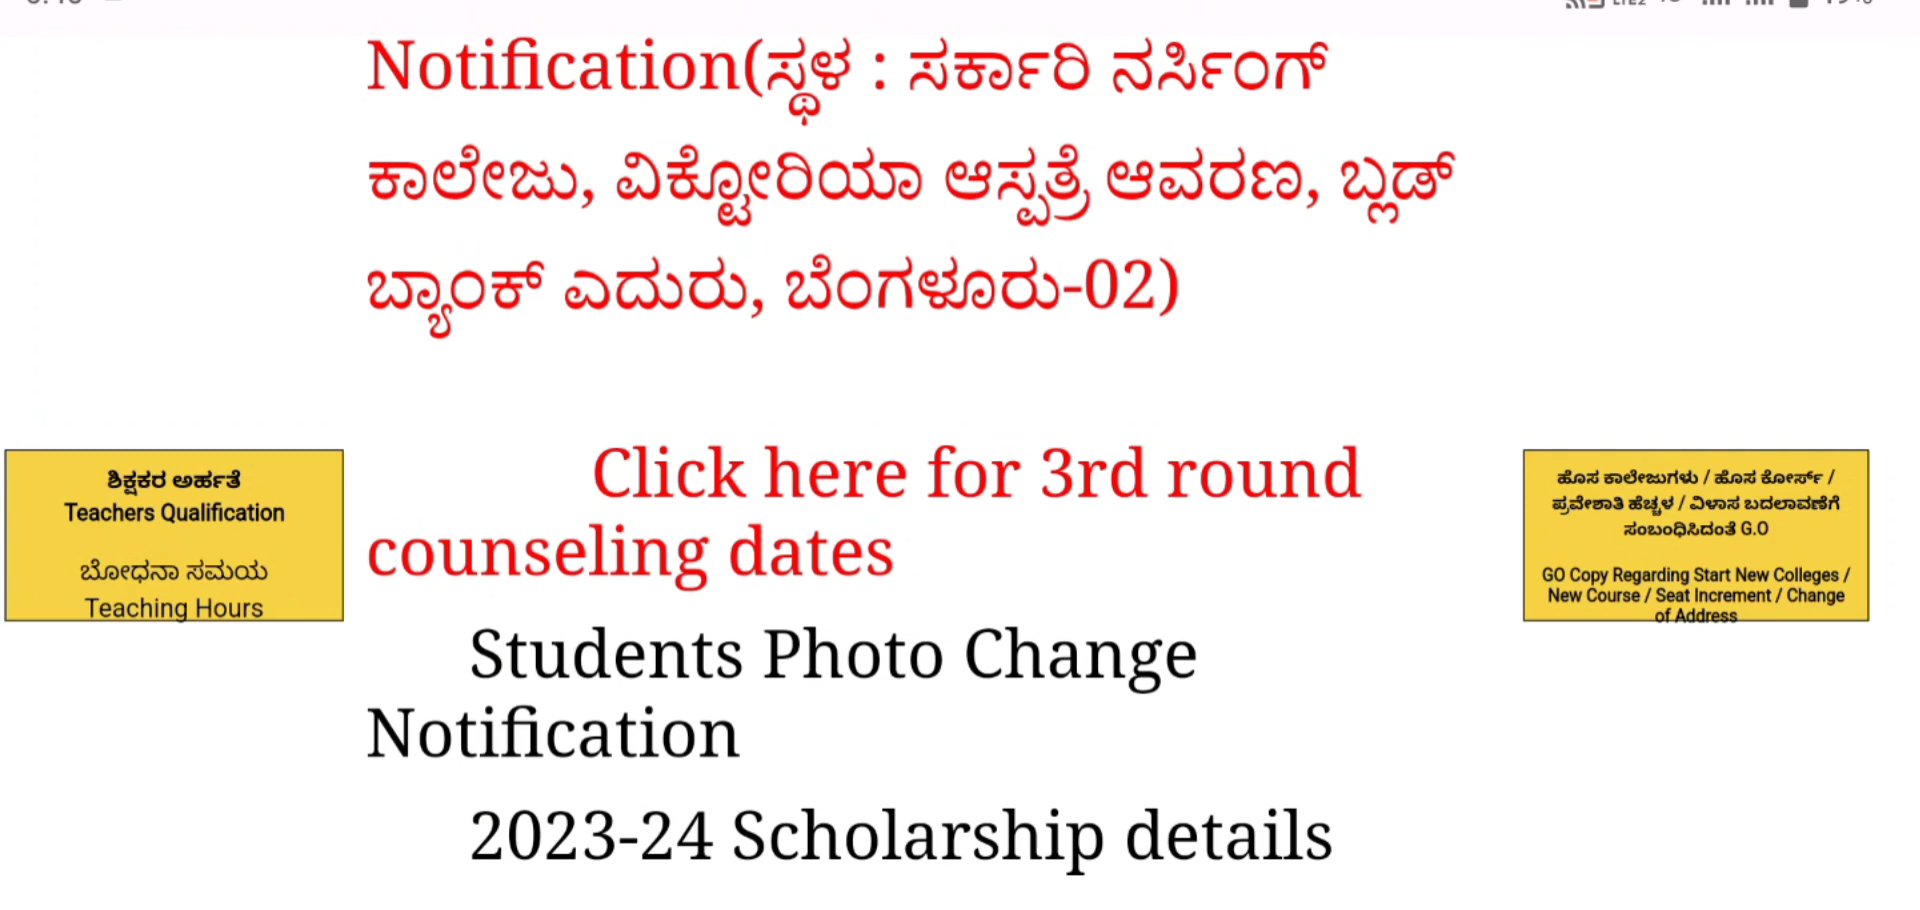 Notification(ಸ್ಥಳ : ಸರ್ಕಾರಿ ನರ್ಸಿಂಗ್
ಕಾಲೇಜು, ವಿಕ್ಟೋರಿಯಾ ಆಸ್ಪತ್ರೆ ಆವರಣ, ಬ್ಲಡ್
ಬ್ಯಾಂಕ್ ಎದುರು, ಬೆಂಗಳೂರು-02)
Click here for 3rd round
counseling dates
Students Photo Change
Notification
2023-24 Scholarship details
ಶಿಕ್ಷಕರ ಅರ್ಹತೆ
Teachers Qualification
ಬೋಧನಾ ಸಮಯ
Teaching Hours
ಹೊಸ ಕಾಲೇಜುಗಳು / ಹೊಸ ಕೋರ್ಸ್ /
ಪ್ರವೇಶಾತಿ ಹೆಚ್ಚಳ / ವಿಳಾಸ ಬದಲಾವಣೆಗೆ
ಸಂಬಂಧಿಸಿದಂತೆ G.O
GO Copy Regarding Start New Colleges /
New Course / Seat Increment / Change
of Address